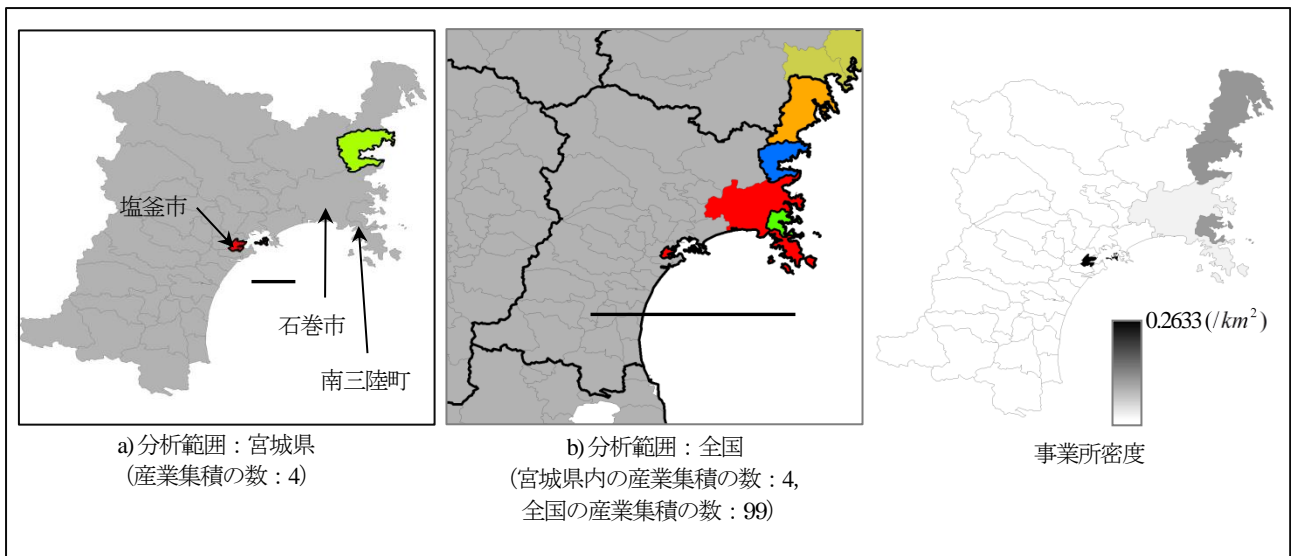 塩釜市
石巻市
南三陸町
a) 分析範囲：宮城県
（産業集積の数：4）
b) 分析範囲：全国
（宮城県内の産業集積の数：4,
全国の産業集積の数：99）
0.2633 (/km²)
事業所密度